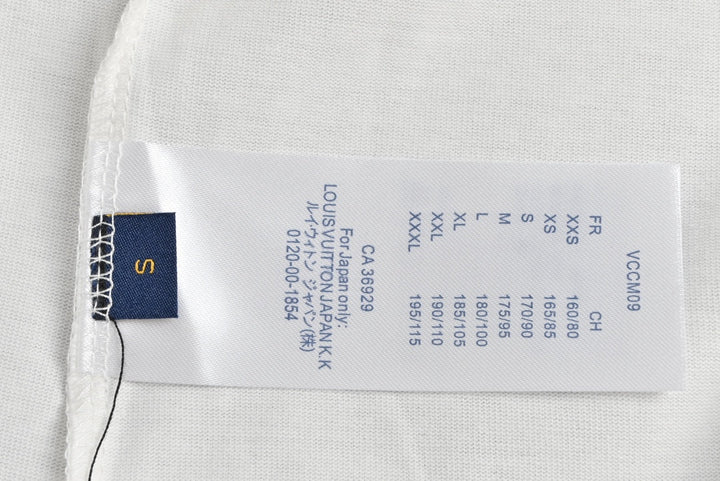 VCCM09
FR CH
XXS 160/80
XS 165/85
S 170/90
M 175/95
L 180/100
XL 185/105
XXL 190/110
XXXL 195/115
CA 36929
For Japan only:
LOUIS VUITTON JAPAN K.K
ルイ・ヴィトン ジャパン(株)
0120-00-1854
S